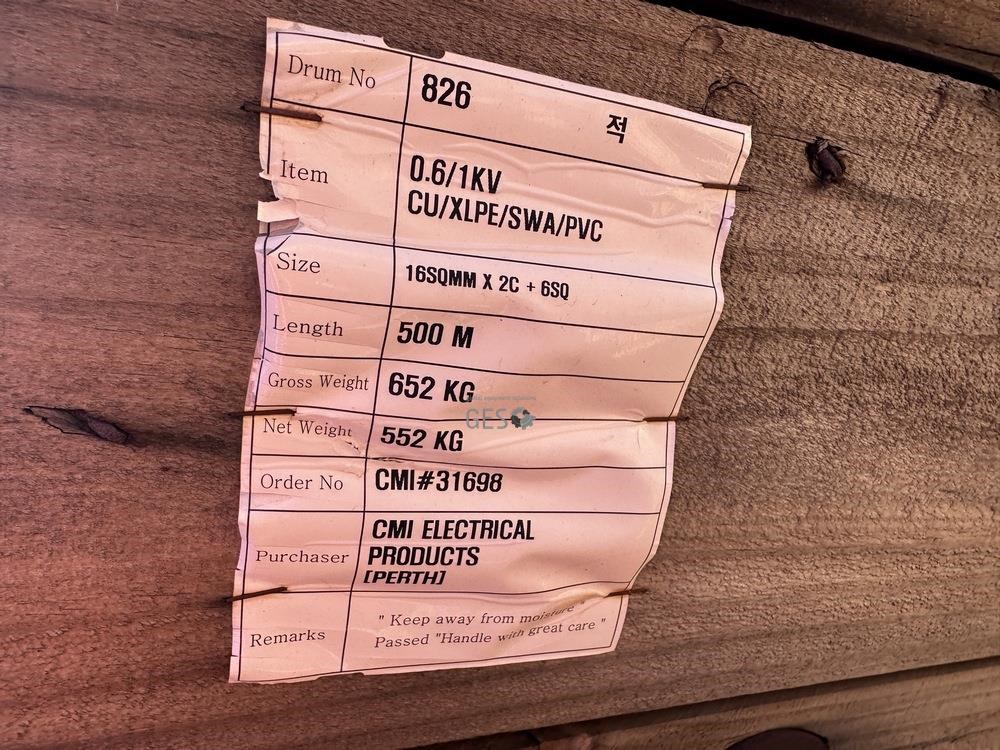 Drum No 826 적
Item 0.6/1KV
CU/XLPE/SWA/PVC
Size 16SQMM X 2C + 6SQ
Length 500 M
Gross Weight 652 KG
GES
Net Weight 552 KG
Order No CMI#31698
CMI ELECTRICAL
Purchaser PRODUCTS
[PERTH]
" Keep away from moisture "
Remarks Passed "Handle with great care "